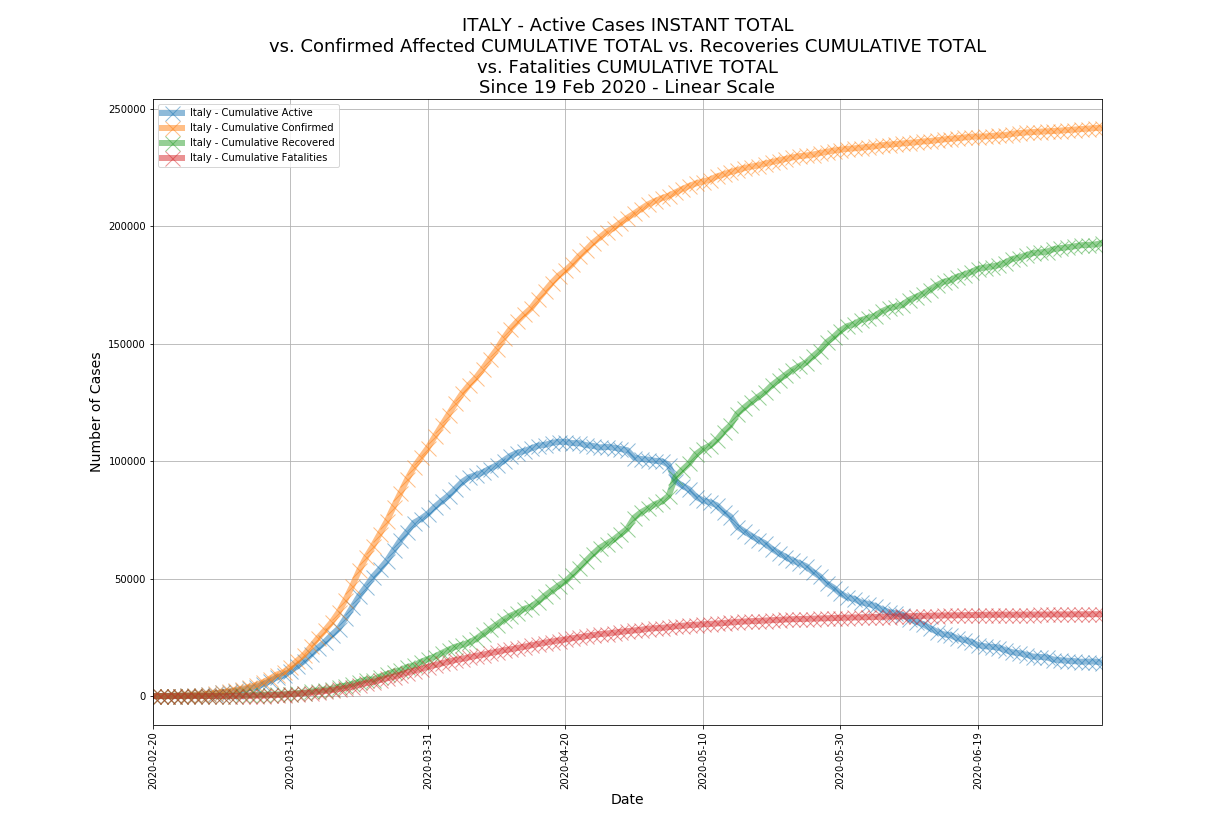 ITALY - Active Cases INSTANT TOTAL
vs. Confirmed Affected CUMULATIVE TOTAL vs. Recoveries CUMULATIVE TOTAL
vs. Fatalities CUMULATIVE TOTAL
Since 19 Feb 2020 - Linear Scale
Italy - Cumulative Active
Italy - Cumulative Confirmed
Italy - Cumulative Recovered
Italy - Cumulative Fatalities
Number of Cases
250000
200000
150000
100000
50000
0
2020-02-20
2020-03-11
2020-03-31
2020-04-20
2020-05-10
2020-05-30
2020-06-19
Date